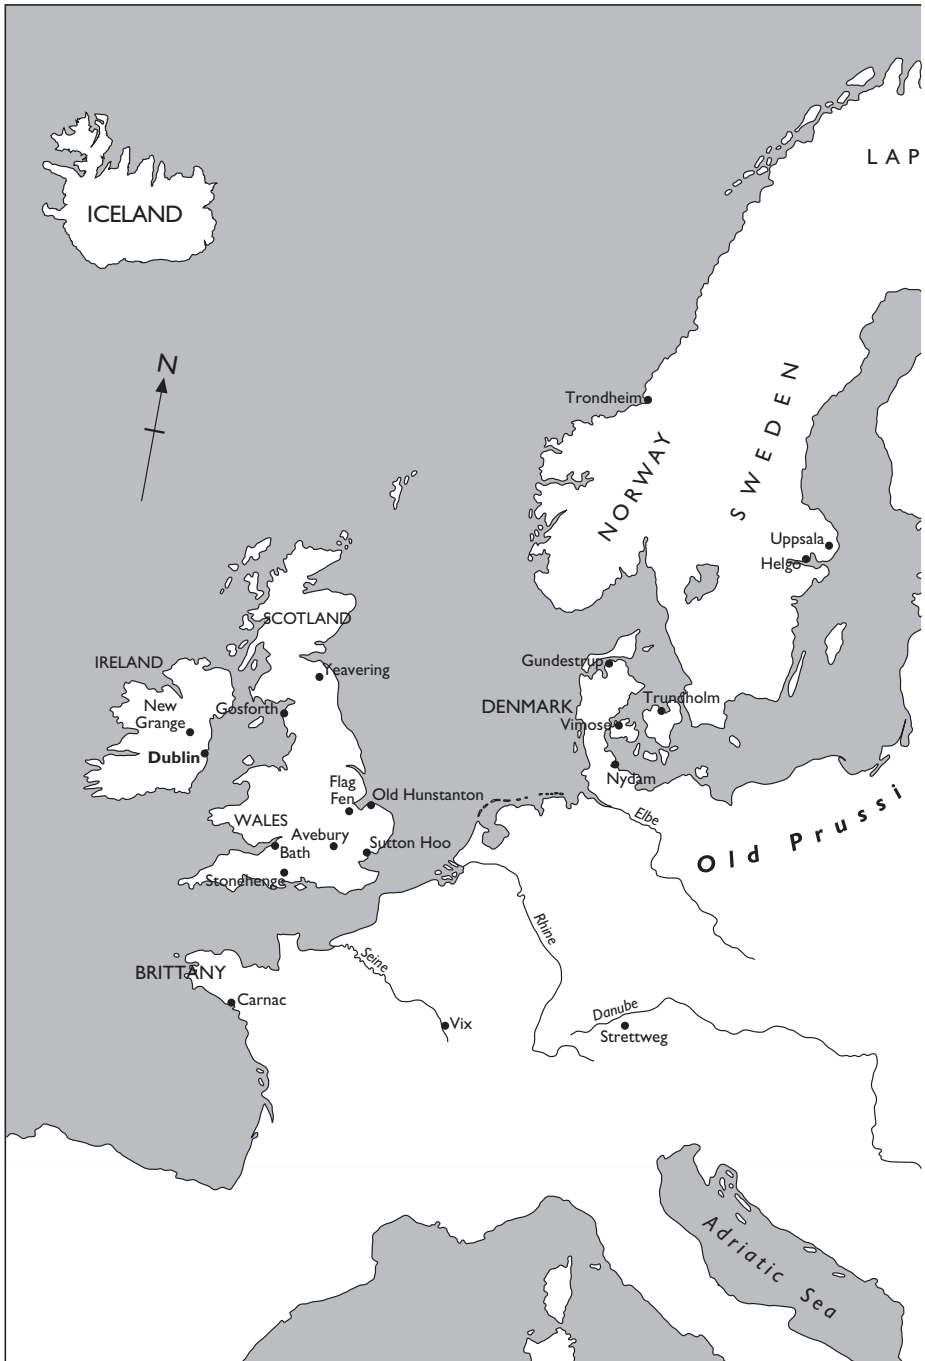 LAP
ICELAND
N
Trondheim
NORWAY
SWEDEN
Uppsala
Helgo
SCOTLAND
IRELAND
Yeavering
Gundestrup
New
Grange
Gosforth
DENMARK
Trundholm
Vimose
Dublin
Nydam
Flag
Fen
Old Hunstanton
Elbe
Old Prussi
WALES
Avebury
Bath
Sutton Hoo
Stonehenge
Rhine
Seine
BRITTANY
Carnac
Vix
Danube
Strettweg
Adriatic Sea